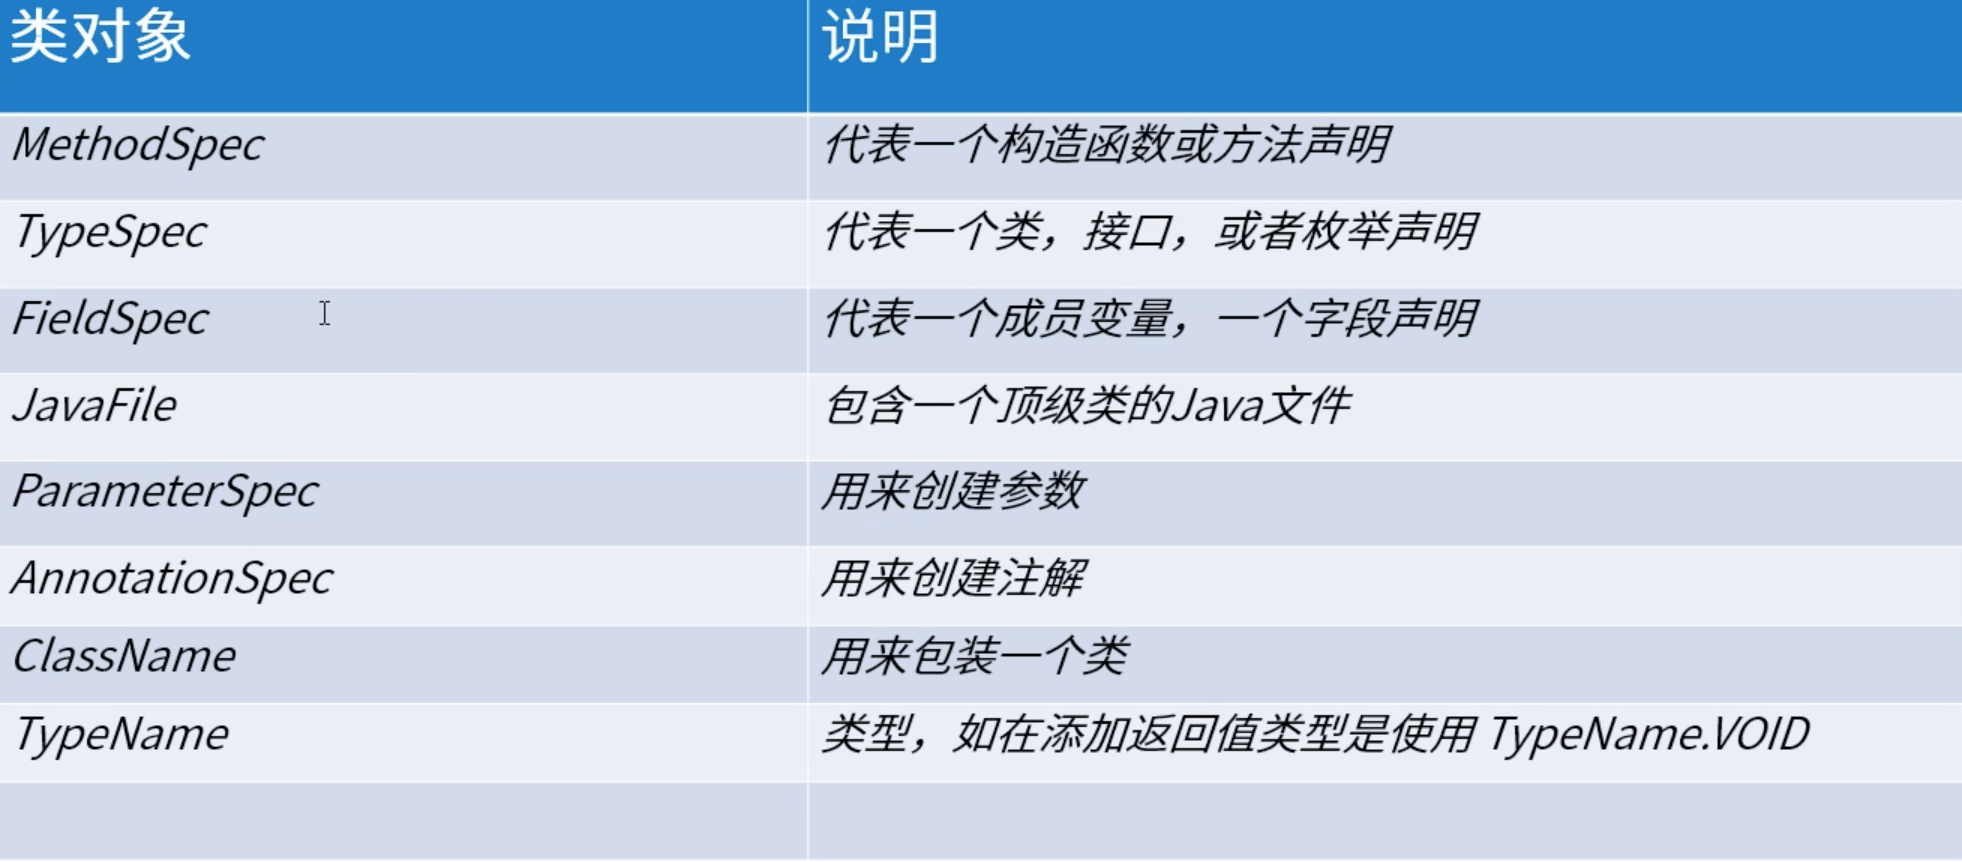 类对象 说明
MethodSpec 代表一个构造函数或方法声明
TypeSpec 代表一个类，接口，或者枚举声明
FieldSpec 代表一个成员变量，一个字段声明
JavaFile 包含一个顶级类的Java文件
ParameterSpec 用来创建参数
AnnotationSpec 用来创建注解
ClassName 用来包装一个类
TypeName 类型，如在添加返回值类型是使用 TypeName.VOID